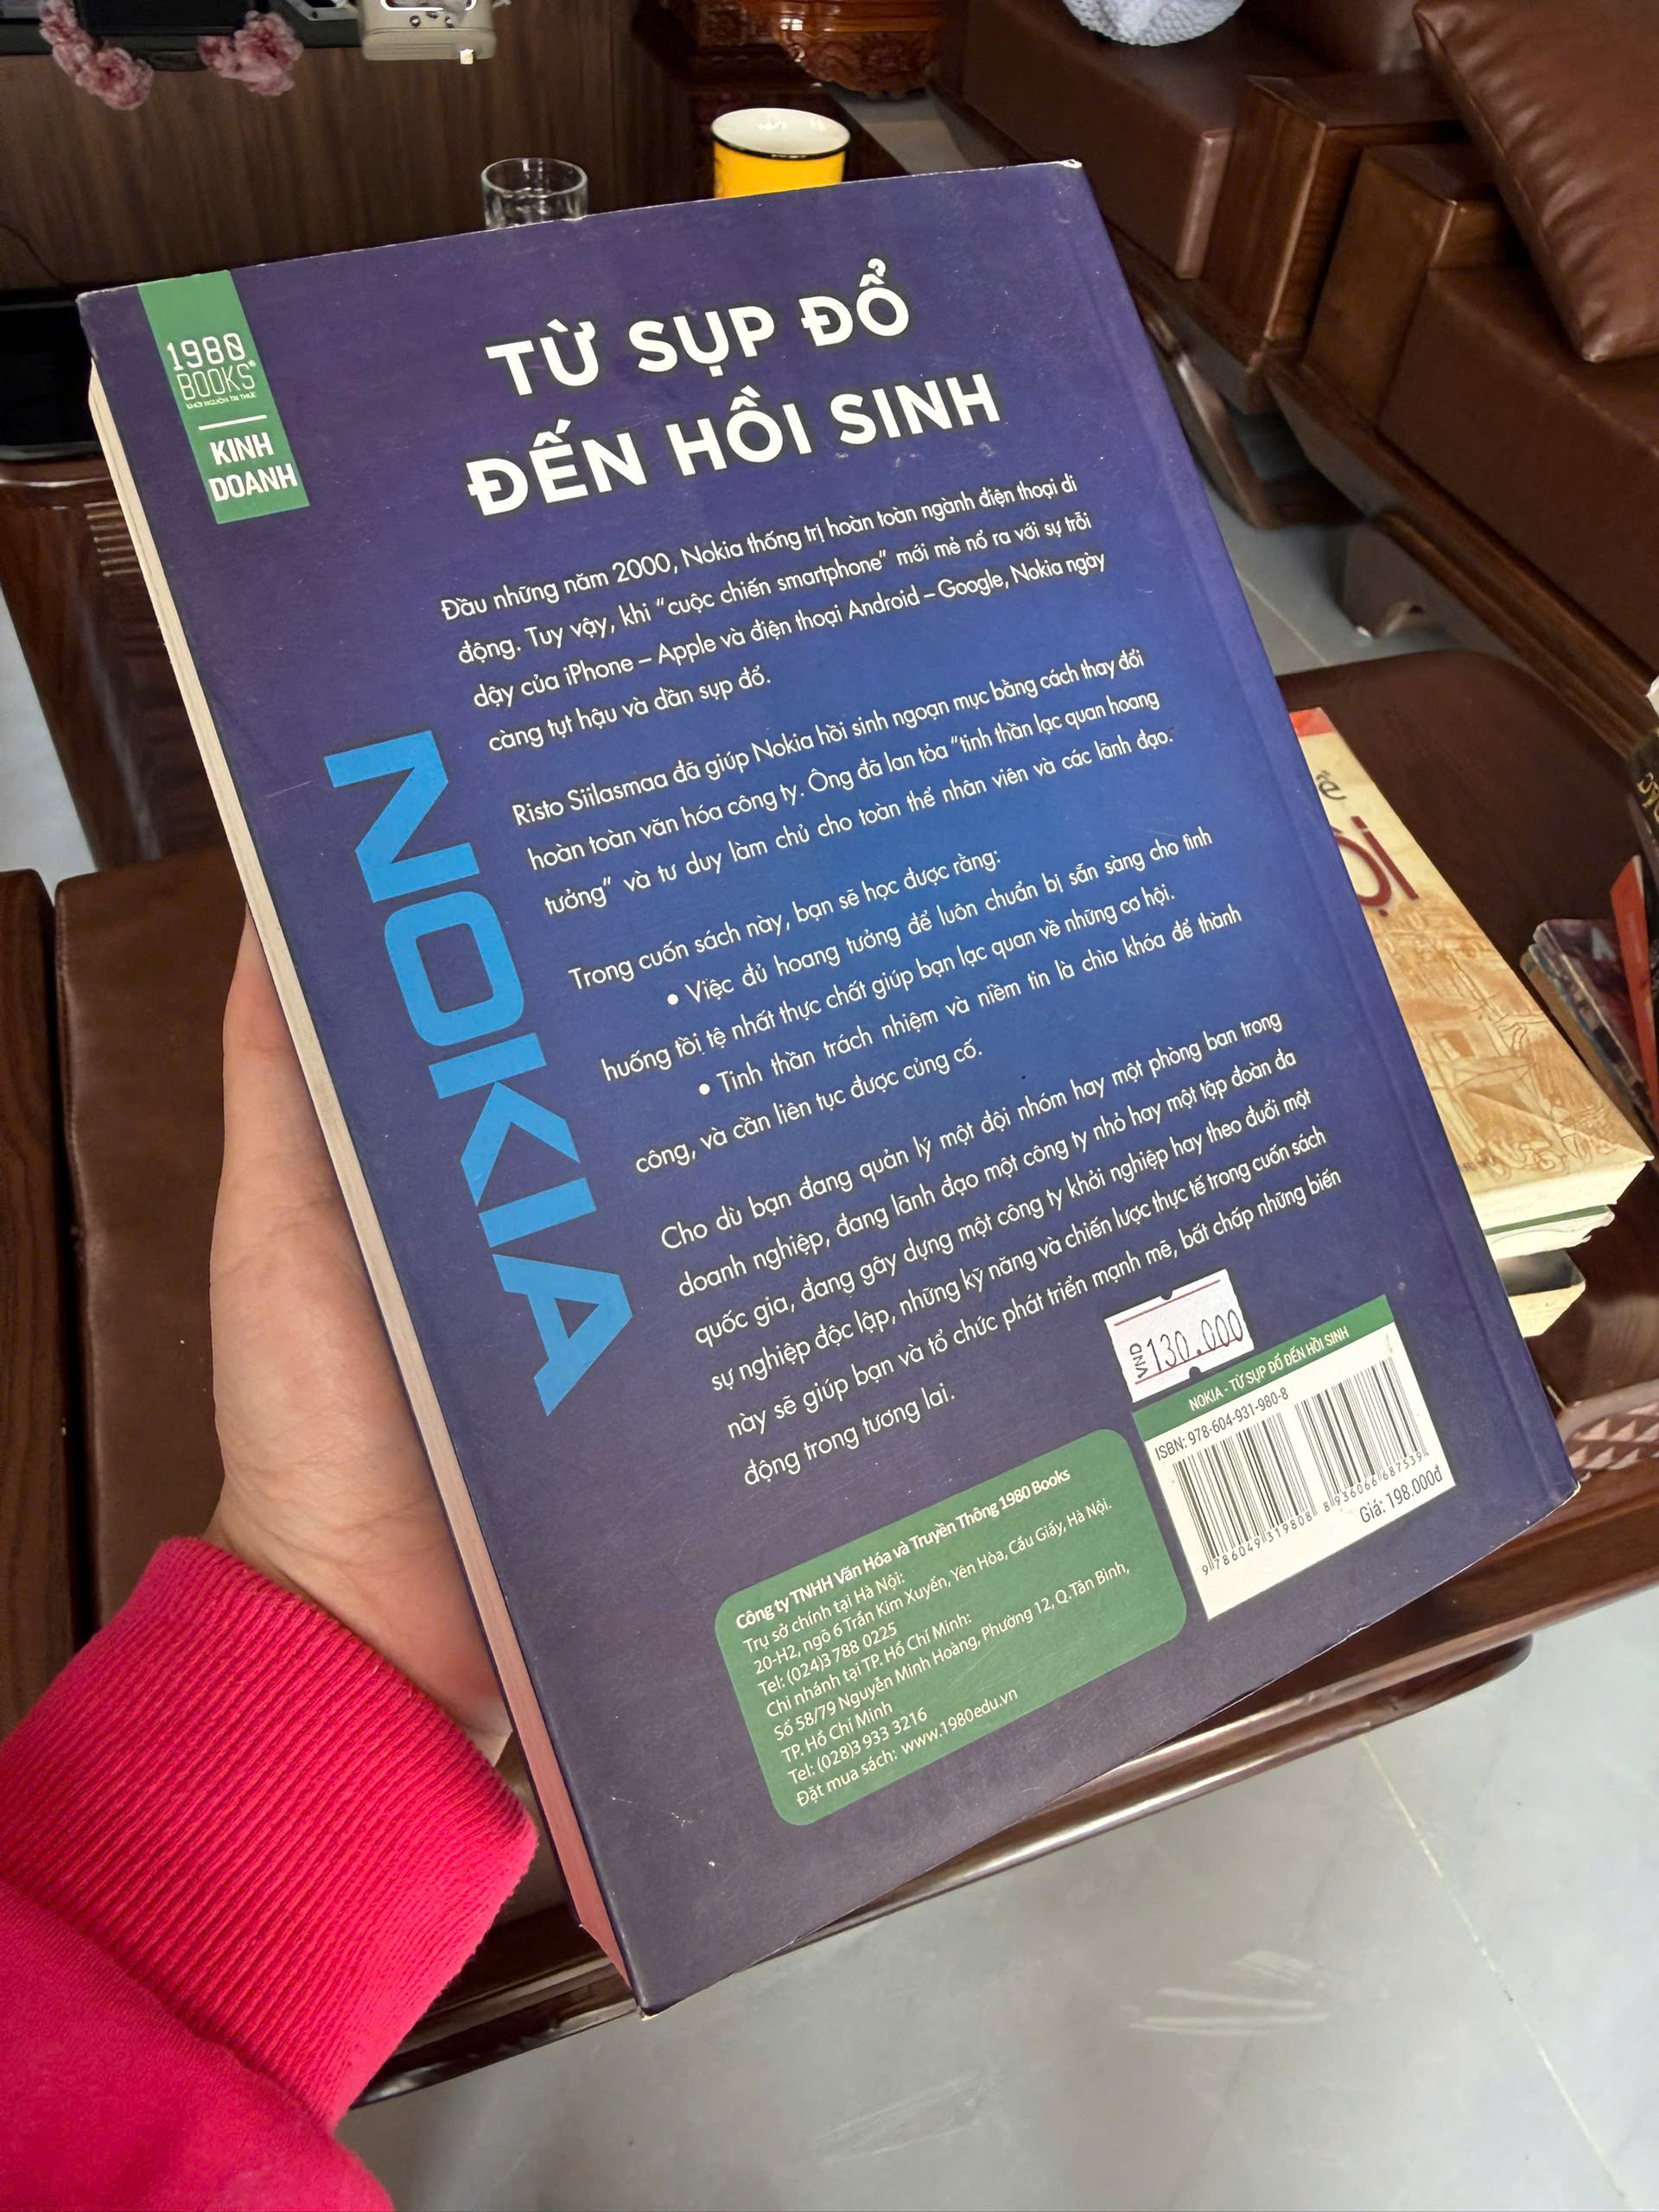 1980
BOOKS
KHƠI NGUỒN TRI THỨC
KINH
DOANH
TỪ SỤP ĐỔ
ĐẾN HỒI SINH
NOKIA
Đầu những năm 2000, Nokia thống trị hoàn toàn ngành điện thoại di
động. Tuy vậy, khi “cuộc chiến smartphone” mới mẻ nổ ra với sự trỗi
dậy của iPhone – Apple và điện thoại Android – Google, Nokia ngày
càng tụt hậu và dần sụp đổ.
Risto Siilasmaa đã giúp Nokia hồi sinh ngoạn mục bằng cách thay đổi
hoàn toàn văn hóa công ty. Ông đã lan tỏa “tinh thần lạc quan hoang
tưởng” và tư duy làm chủ cho toàn thể nhân viên và các lãnh đạo.
Trong cuốn sách này, bạn sẽ học được rằng:
• Việc đủ hoang tưởng để luôn chuẩn bị sẵn sàng cho tình
huống tồi tệ nhất thực chất giúp bạn lạc quan về những cơ hội.
• Tinh thần trách nhiệm và niềm tin là chìa khóa để thành
công, và cần liên tục được củng cố.
Cho dù bạn đang quản lý một đội nhóm hay một phòng ban trong
doanh nghiệp, đang lãnh đạo một công ty nhỏ hay một tập đoàn đa
quốc gia, đang gây dựng một công ty khởi nghiệp hay theo đuổi một
sự nghiệp độc lập, những kỹ năng và chiến lược thực tế trong cuốn sách
này sẽ giúp bạn và tổ chức phát triển mạnh mẽ, bất chấp những biến
động trong tương lai.
VND 130.000
NOKIA - TỪ SỤP ĐỔ ĐẾN HỒI SINH
ISBN: 978-604-931-980-8
9 786049 319808
8 936066 687539
Giá: 198.000đ
Công ty TNHH Văn Hóa và Truyền Thông 1980 Books
Trụ sở chính tại Hà Nội:
20-H2, ngõ 6 Trần Kim Xuyến, Yên Hòa, Cầu Giấy, Hà Nội.
Tel: (024)3 788 0225
Chi nhánh tại TP. Hồ Chí Minh:
Số 58/79 Nguyễn Minh Hoàng, Phường 12, Q.Tân Bình,
TP. Hồ Chí Minh
Tel: (028)3 933 3216
Đặt mua sách: www.1980edu.vn